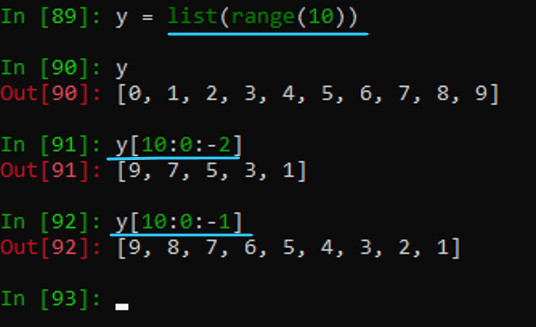 In [89]: y = list(range(10))
In [90]: y
Out[90]: [0, 1, 2, 3, 4, 5, 6, 7, 8, 9]
In [91]: y[10:0:-2]
Out[91]: [9, 7, 5, 3, 1]
In [92]: y[10:0:-1]
Out[92]: [9, 8, 7, 6, 5, 4, 3, 2, 1]
In [93]: